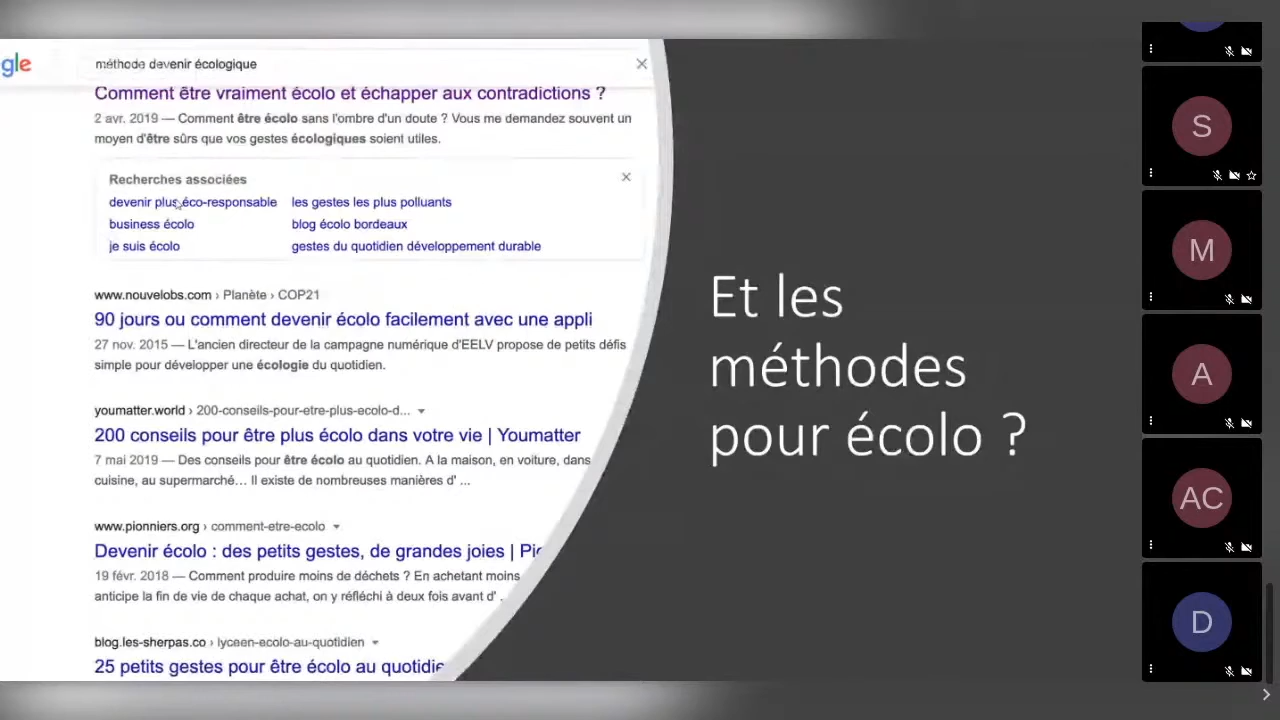 gle
méthode devenir écologique
Comment être vraiment écolo et échapper aux contradictions ?
2 avr. 2019 — Comment être écolo sans l'ombre d'un doute ? Vous me demandez souvent un
moyen d'être sûrs que vos gestes écologiques soient utiles.
Recherches associées
devenir plus éco-responsable
les gestes les plus polluants
business écolo
blog écolo bordeaux
je suis écolo
gestes du quotidien développement durable
www.nouvelobs.com › Planète › COP21
90 jours ou comment devenir écolo facilement avec une appli
27 nov. 2015 — L'ancien directeur de la campagne numérique d'EELV propose de petits défis
simple pour développer une écologie du quotidien.
youmatter.world › 200-conseils-pour-etre-plus-ecolo-d...
200 conseils pour être plus écolo dans votre vie | Youmatter
7 mai 2019 — Des conseils pour être écolo au quotidien. A la maison, en voiture, dans
cuisine, au supermarché… Il existe de nombreuses manières d' ...
www.pionniers.org › comment-etre-ecolo
Devenir écolo : des petits gestes, de grandes joies | Pi
19 févr. 2018 — Comment produire moins de déchets ? En achetant moins
anticipe la fin de vie de chaque achat, on y réfléchi à deux fois avant d' .
blog.les-sherpas.co › lyceen-ecolo-au-quotidien
25 petits gestes pour être écolo au quotidie
Et les
méthodes
pour écolo ?
S
M
A
AC
D